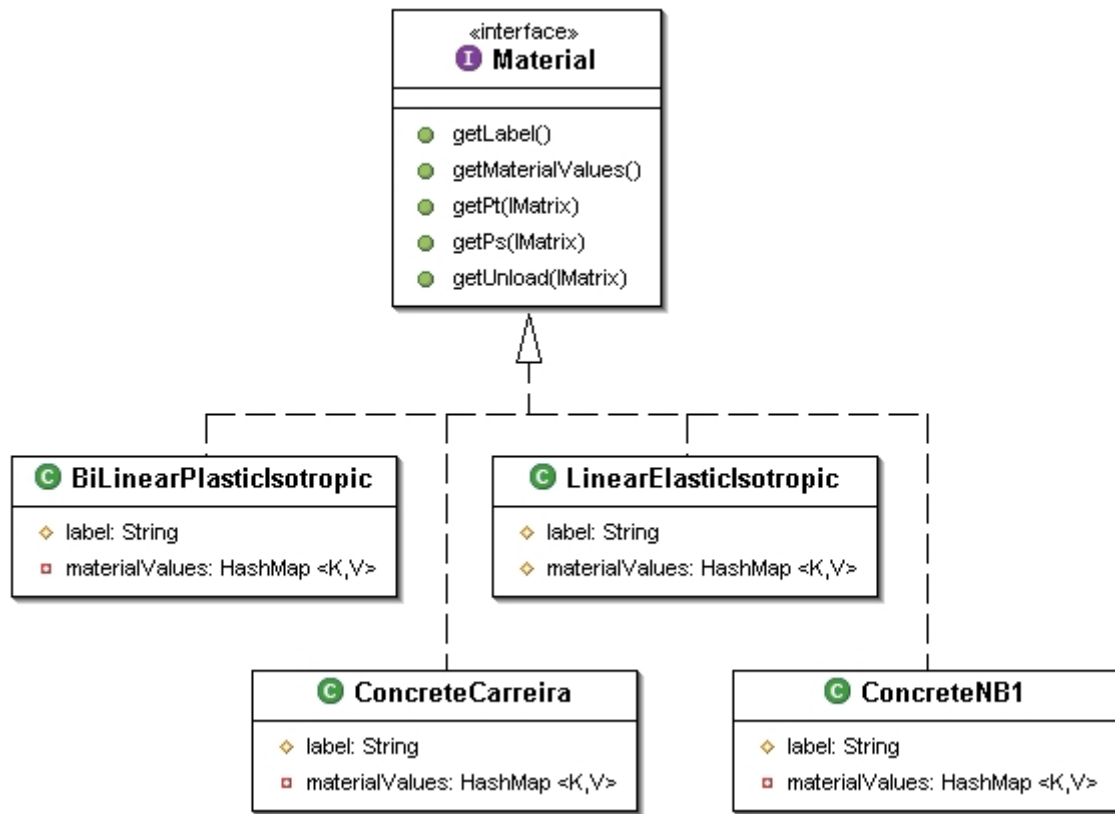 «interface»
I Material
getLabel()
getMaterialValues()
getPt(IMatrix)
getPs(IMatrix)
getUnload(IMatrix)
C BiLinearPlasticIsotropic
label: String
materialValues: HashMap <K,V>
C LinearElasticIsotropic
label: String
materialValues: HashMap <K,V>
C ConcreteCarreira
label: String
materialValues: HashMap <K,V>
C ConcreteNB1
label: String
materialValues: HashMap <K,V>